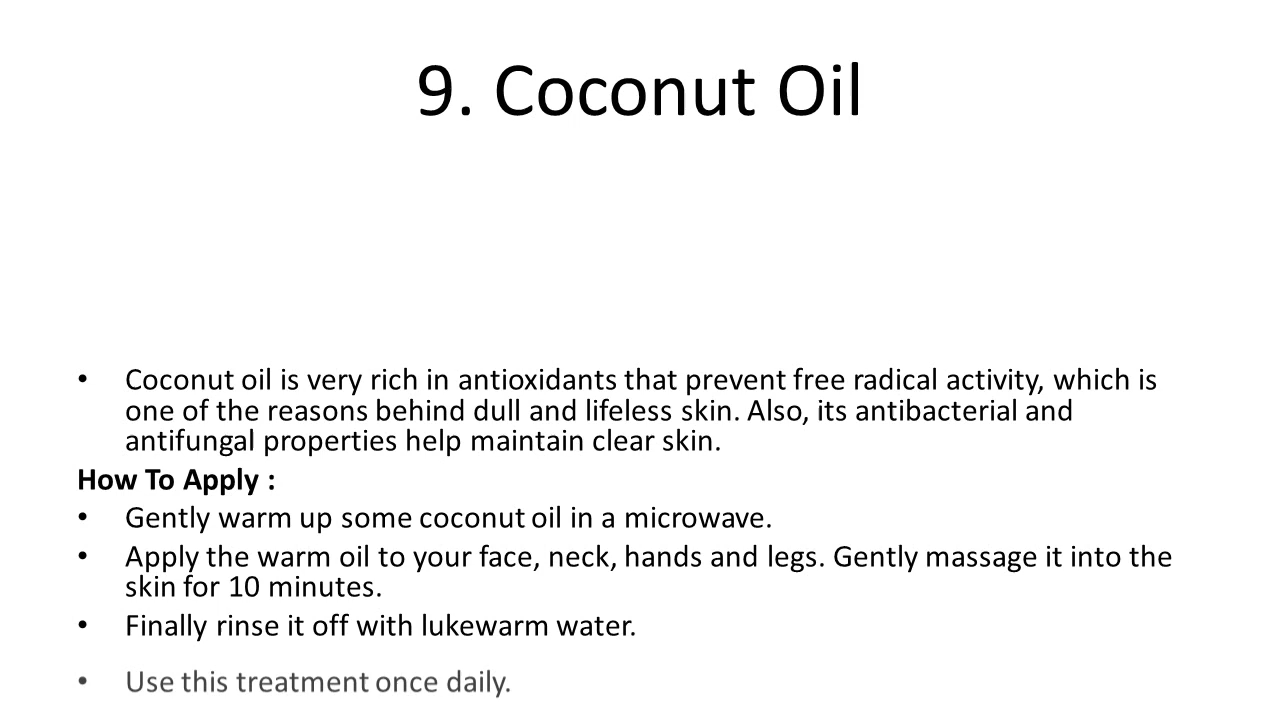 9. Coconut Oil
• Coconut oil is very rich in antioxidants that prevent free radical activity, which is
one of the reasons behind dull and lifeless skin. Also, its antibacterial and
antifungal properties help maintain clear skin.
How To Apply :
• Gently warm up some coconut oil in a microwave.
• Apply the warm oil to your face, neck, hands and legs. Gently massage it into the
skin for 10 minutes.
• Finally rinse it off with lukewarm water.
• Use this treatment once daily.